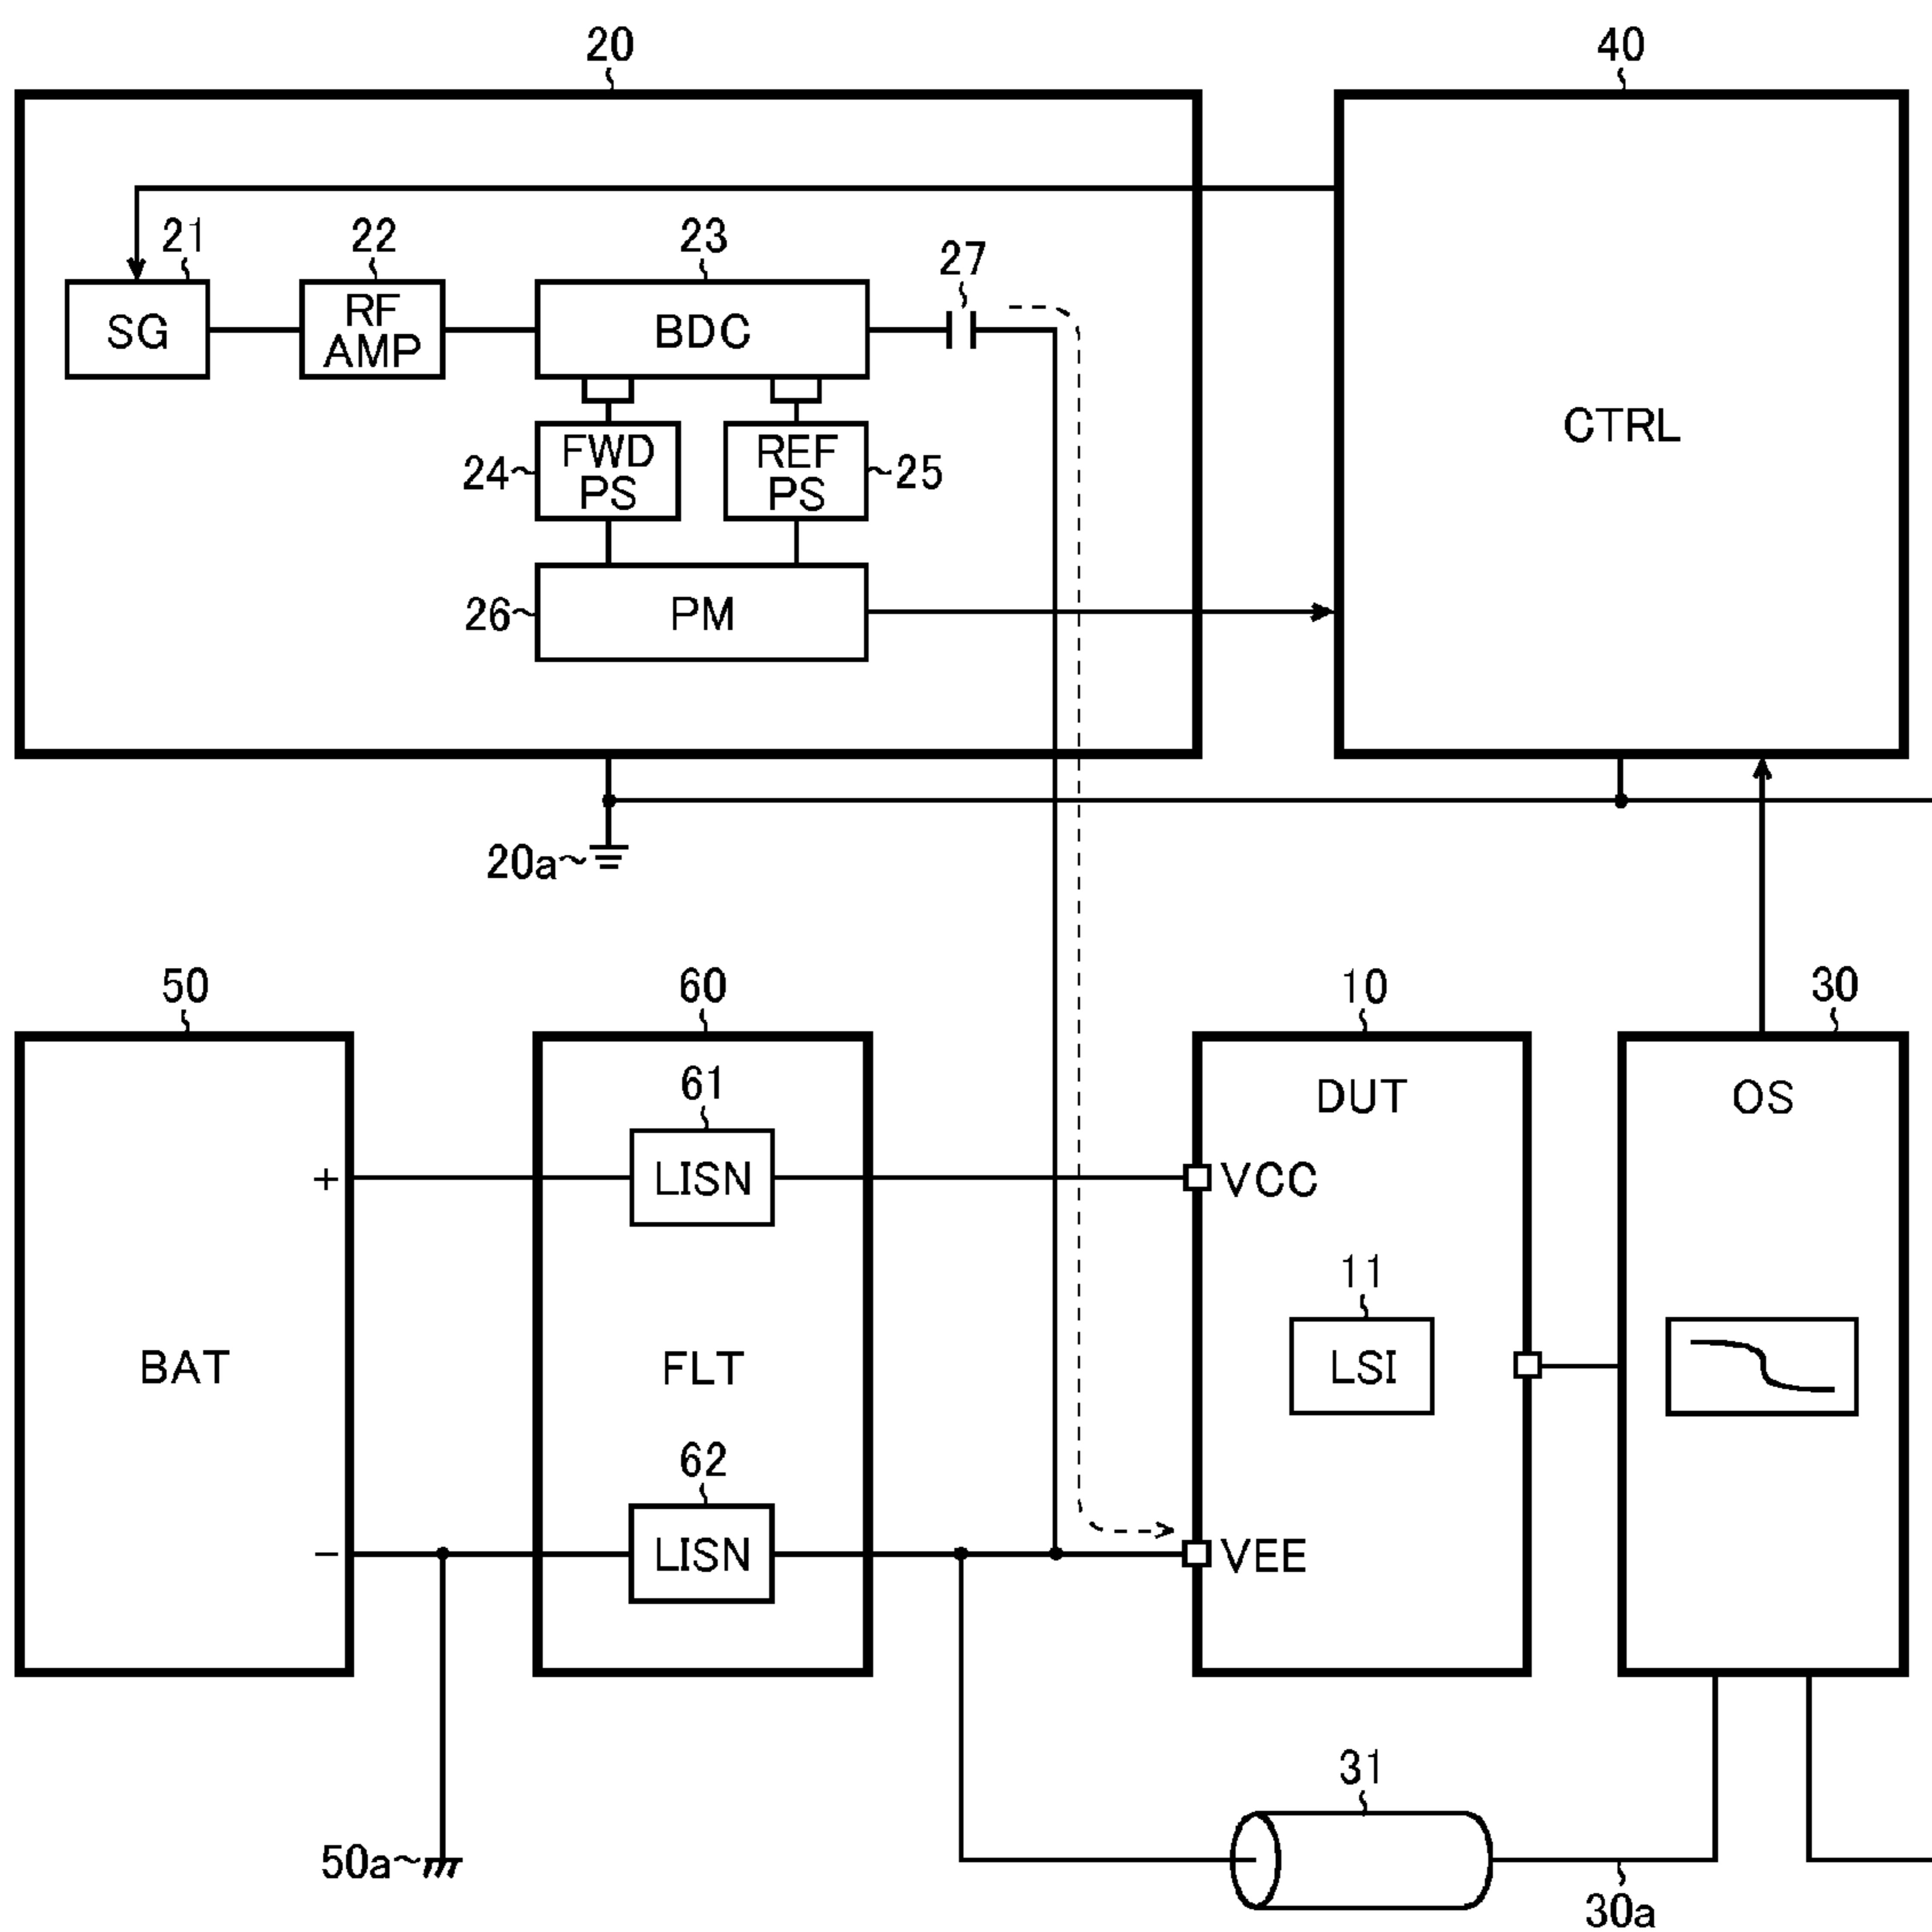 20
40
21
22
23
27
SG
RF
AMP
BDC
CTRL
24
FWD
PS
REF
PS
25
26
PM
20a
50
60
10
30
61
DUT
OS
+
LISN
VCC
11
BAT
FLT
LSI
62
−
LISN
VEE
31
50a
30a